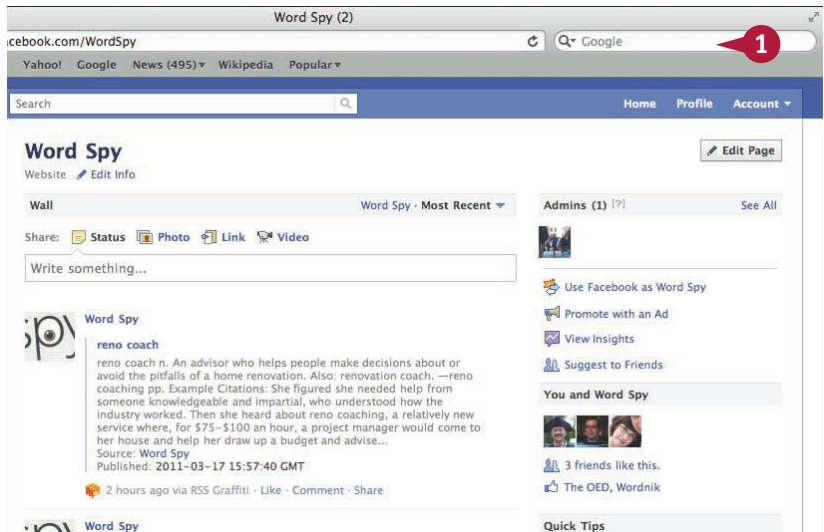 Word Spy (2)
acebook.com/WordSpy
Google
1
Yahoo! Google News (495) Wikipedia Popular
Search
Home Profile Account
Word Spy
Edit Page
Website Edit Info
Wall
Word Spy · Most Recent
Share: Status Photo Link Video
Write something...
Word Spy
reno coach
reno coach n. An advisor who helps people make decisions about or
avoid the pitfalls of a home renovation. Also: renovation coach. —reno
coaching pp. Example Citations: She figured she needed help from
someone knowledgeable and impartial, who understood how the
industry worked. Then she heard about reno coaching, a relatively new
service where, for $75-$100 an hour, a project manager would come to
her house and help her draw up a budget and advise...
Source: Word Spy
Published: 2011-03-17 15:57:40 GMT
2 hours ago via RSS Graffiti · Like · Comment · Share
Word Spy
Admins (1) [?]
See All
Use Facebook as Word Spy
Promote with an Ad
View Insights
Suggest to Friends
You and Word Spy
3 friends like this.
The OED, Wordnik
Quick Tips